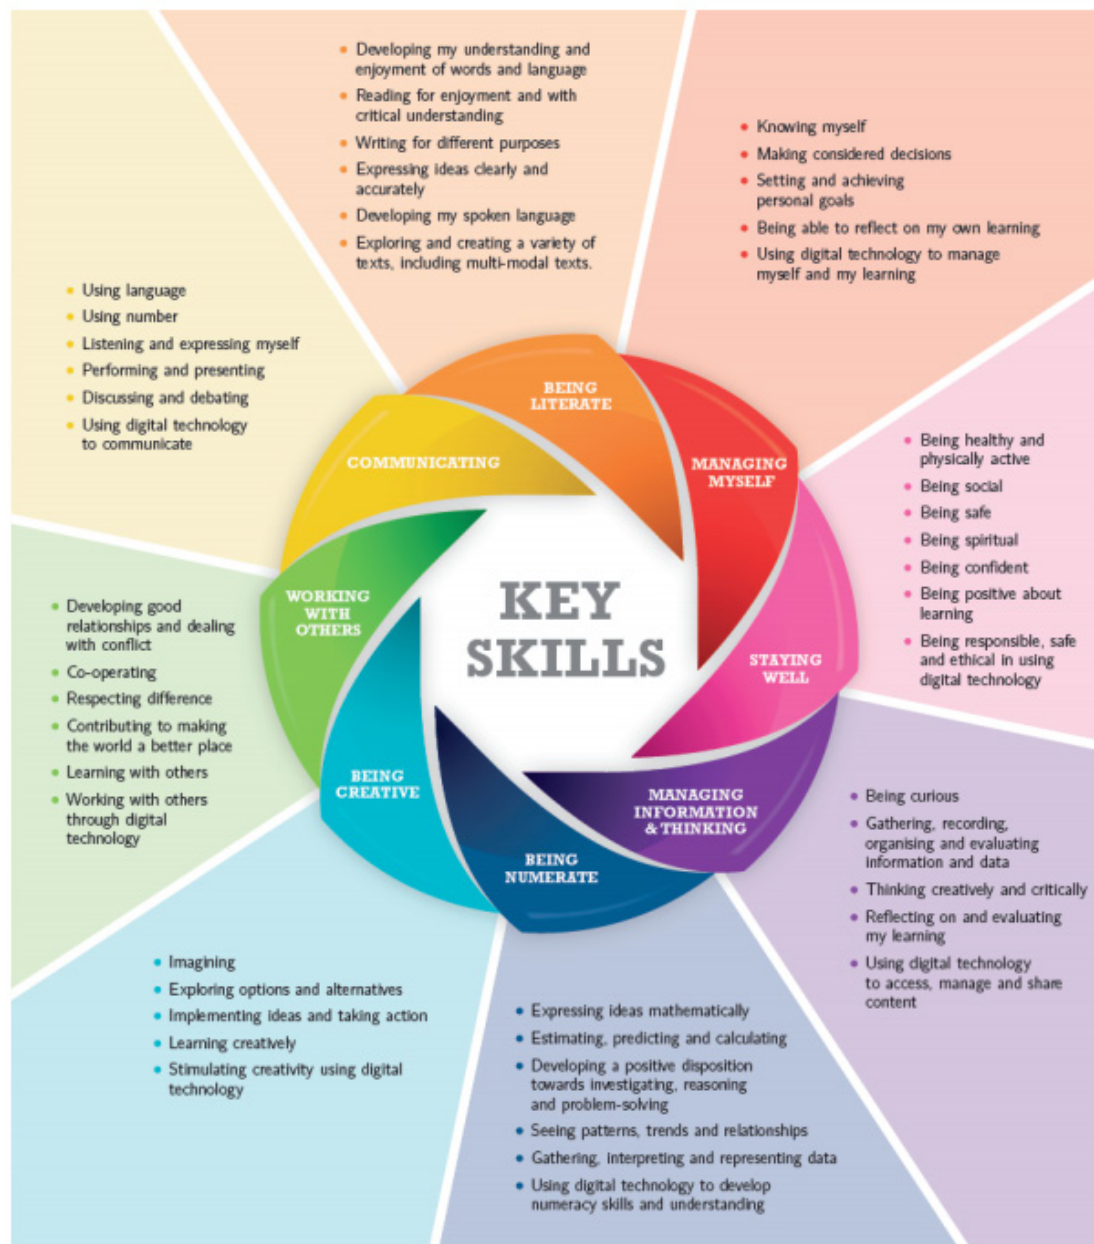 Developing my understanding and
enjoyment of words and language
Reading for enjoyment and with
critical understanding
Writing for different purposes
Expressing ideas clearly and
accurately
Developing my spoken language
Exploring and creating a variety of
texts, including multi-modal texts.
Knowing myself
Making considered decisions
Setting and achieving
personal goals
Being able to reflect on my own learning
Using digital technology to manage
myself and my learning
Using language
Using number
Listening and expressing myself
Performing and presenting
Discussing and debating
Using digital technology
to communicate
BEING
LITERATE
COMMUNICATING
MANAGING
MYSELF
Being healthy and
physically active
Being social
Being safe
Being spiritual
Being confident
Being positive about
learning
Being responsible, safe
and ethical in using
digital technology
WORKING
WITH
OTHERS
KEY
SKILLS
STAYING
WELL
Developing good
relationships and dealing
with conflict
Co-operating
Respecting difference
Contributing to making
the world a better place
Learning with others
Working with others
through digital
technology
BEING
CREATIVE
MANAGING
INFORMATION
& THINKING
BEING
NUMERATE
Being curious
Gathering, recording,
organising and evaluating
information and data
Thinking creatively and critically
Reflecting on and evaluating
my learning
Using digital technology
to access, manage and share
content
Imagining
Exploring options and alternatives
Implementing ideas and taking action
Learning creatively
Stimulating creativity using digital
technology
Expressing ideas mathematically
Estimating, predicting and calculating
Developing a positive disposition
towards investigating, reasoning
and problem-solving
Seeing patterns, trends and relationships
Gathering, interpreting and representing data
Using digital technology to develop
numeracy skills and understanding